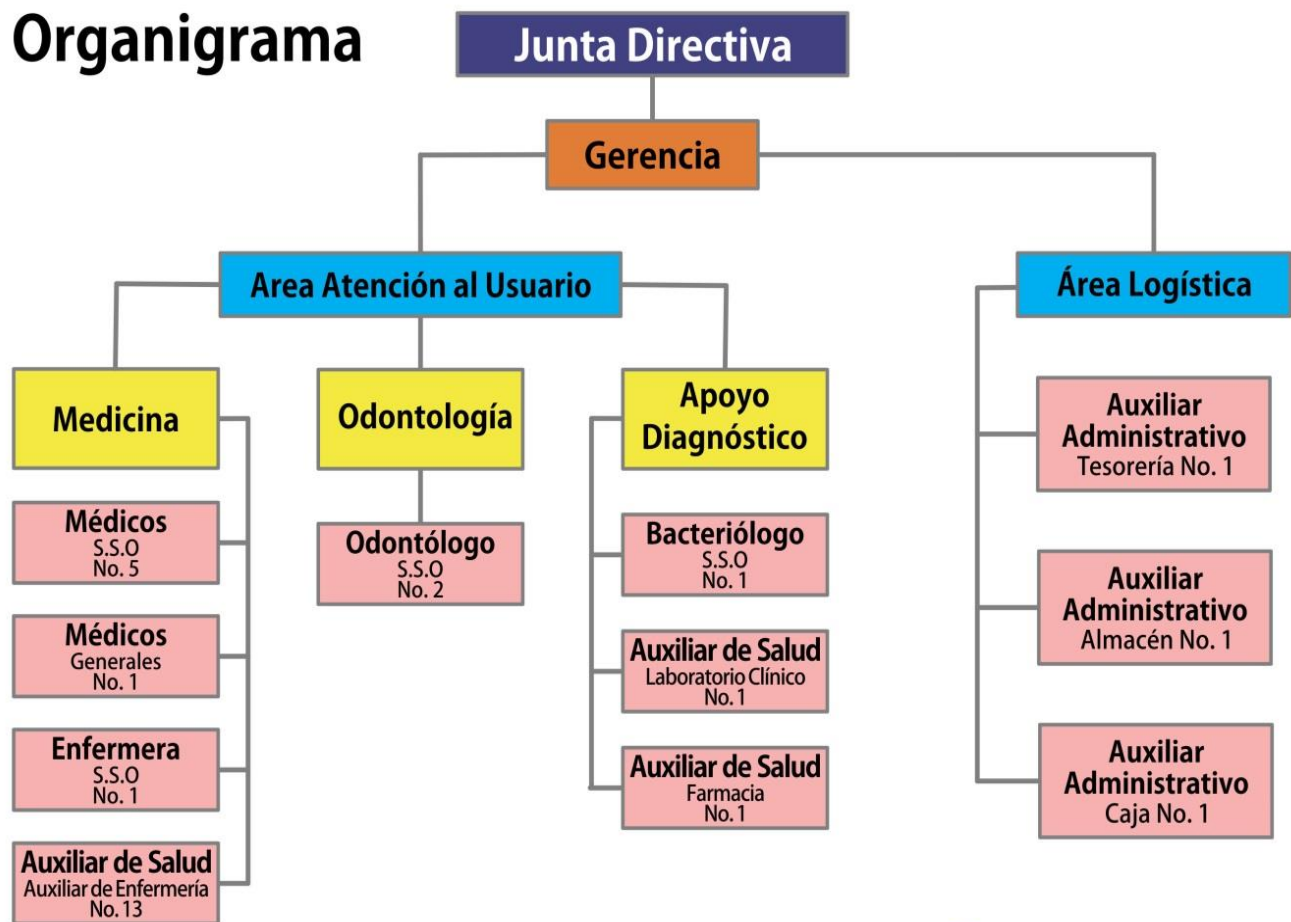 Organigrama
Junta Directiva
Gerencia
Area Atención al Usuario
Área Logística
Medicina
Médicos
S.S.O
No. 5
Médicos
Generales
No. 1
Enfermera
S.S.O
No. 1
Auxiliar de Salud
Auxiliar de Enfermería
No. 13
Odontología
Odontólogo
S.S.O
No. 2
Apoyo
Diagnóstico
Bacteriólogo
S.S.O
No. 1
Auxiliar de Salud
Laboratorio Clínico
No. 1
Auxiliar de Salud
Farmacia
No. 1
Auxiliar
Administrativo
Tesorería No. 1
Auxiliar
Administrativo
Almacén No. 1
Auxiliar
Administrativo
Caja No. 1